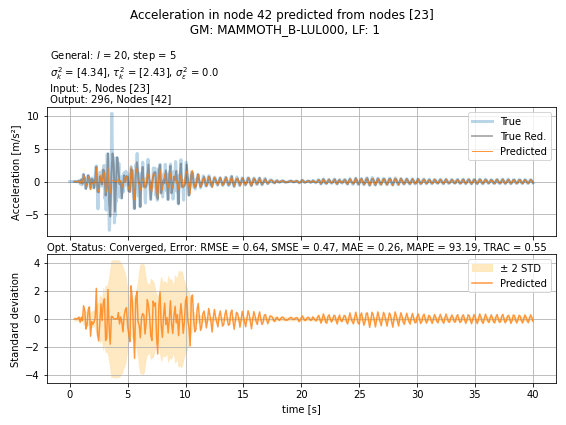 Acceleration in node 42 predicted from nodes [23]
GM: MAMMOTH_B-LUL000, LF: 1
General: l = 20, step = 5
σ²ₖ = [4.34], τ²ₖ = [2.43], σ²ₑ = 0.0
Input: 5, Nodes [23]
Output: 296, Nodes [42]
Acceleration [m/s²]
10
5
0
−5
True
True Red.
Predicted
Opt. Status: Converged, Error: RMSE = 0.64, SMSE = 0.47, MAE = 0.26, MAPE = 93.19, TRAC = 0.55
Standard deviation
4
2
0
−2
−4
± 2 STD
Predicted
0 5 10 15 20 25 30 35 40
time [s]